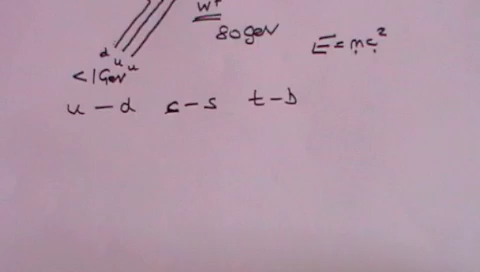 W+
80 GeV
E = mc²
d u u
<1GeV
u - d c - s t - b